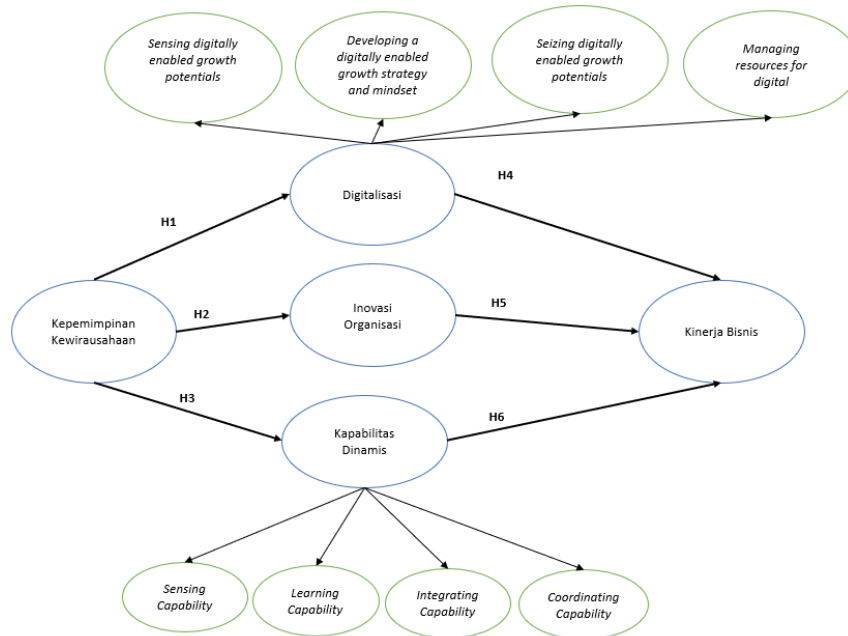 Sensing digitally
enabled growth
potentials
Developing a
digitally enabled
growth strategy
and mindset
Seizing digitally
enabled growth
potentials
Managing
resources for
digital
H4
Digitalisasi
H1
H2
Inovasi
Organisasi
H5
Kepemimpinan
Kewirausahaan
Kinerja Bisnis
H3
H6
Kapabilitas
Dinamis
Sensing
Capability
Learning
Capability
Integrating
Capability
Coordinating
Capability